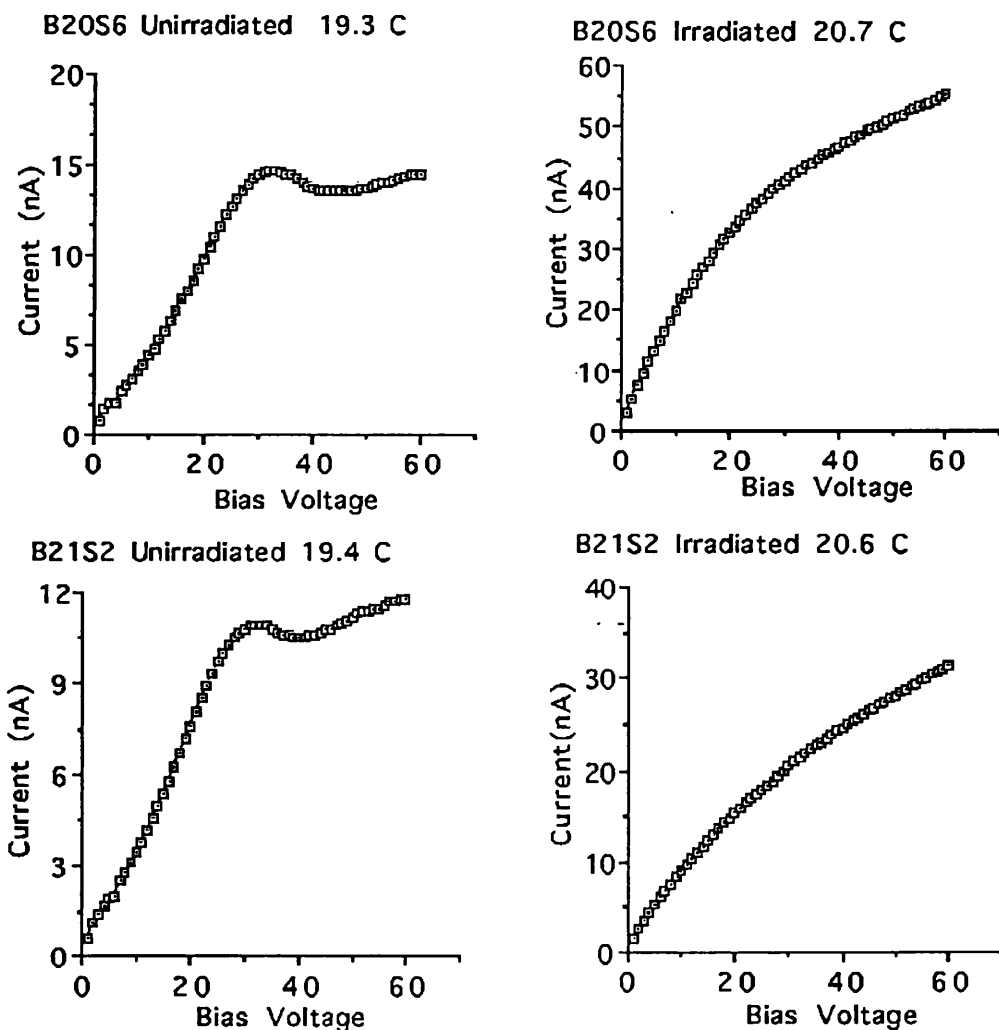 B20S6 Unirradiated 19.3 C
20
15
10
5
0
Current (nA)
0 20 40 60
Bias Voltage
B20S6 Irradiated 20.7 C
60
50
40
30
20
10
0
Current (nA)
0 20 40 60
Bias Voltage
B21S2 Unirradiated 19.4 C
12
9
6
3
0
Current (nA)
0 20 40 60
Bias Voltage
B21S2 Irradiated 20.6 C
40
30
20
10
0
Current(nA)
0 20 40 60
Bias Voltage